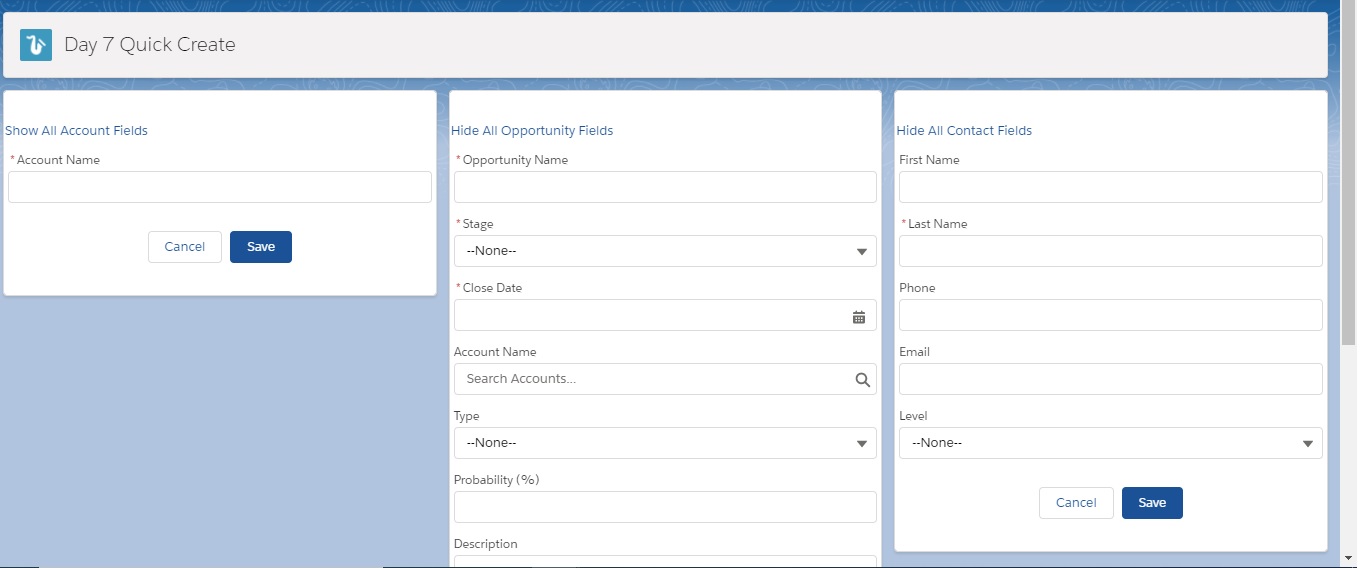 Day 7 Quick Create
Show All Account Fields
* Account Name
Cancel
Save
Hide All Opportunity Fields
* Opportunity Name
* Stage
--None--
* Close Date
Account Name
Search Accounts...
Type
--None--
Probability (%)
Description
Hide All Contact Fields
First Name
* Last Name
Phone
Email
Level
--None--
Cancel
Save